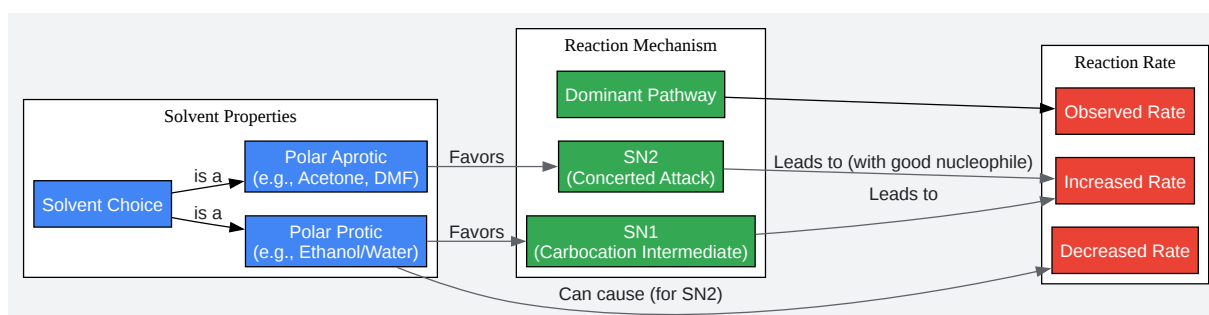 Solvent Properties
Solvent Choice
is a
is a
Polar Aprotic
(e.g., Acetone, DMF)
Polar Protic
(e.g., Ethanol/Water)
Favors
Favors
Reaction Mechanism
Dominant Pathway
SN2
(Concerted Attack)
SN1
(Carbocation Intermediate)
Leads to (with good nucleophile)
Leads to
Can cause (for SN2)
Reaction Rate
Observed Rate
Increased Rate
Decreased Rate